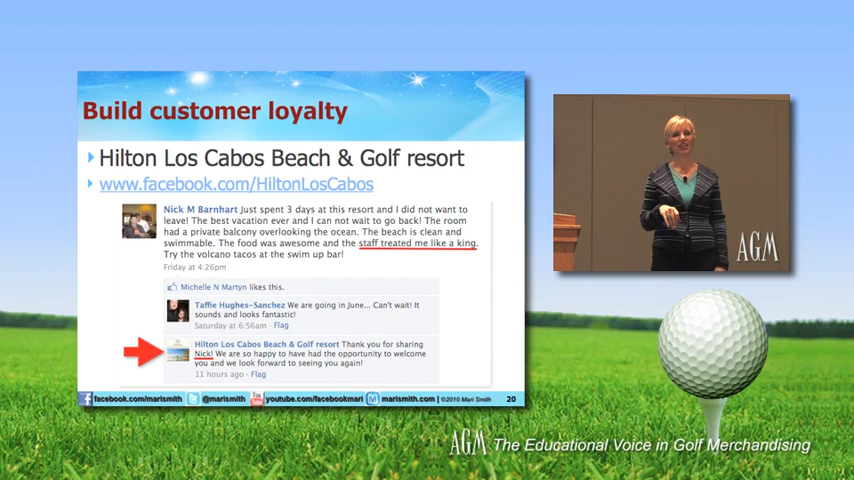 Build customer loyalty
Hilton Los Cabos Beach & Golf resort
www.facebook.com/HiltonLosCabos
Nick M Barnhart Just spent 3 days at this resort and I did not want to
leave! The best vacation ever and I can not wait to go back! The room
had a private balcony overlooking the ocean. The beach is clean and
swimmable. The food was awesome and the staff treated me like a king.
Try the volcano tacos at the swim up bar!
Friday at 4:26pm
Michelle N Martyn likes this.
Taffie Hughes-Sanchez We are going in June... Can't wait! It
sounds and looks fantastic!
Saturday at 6:56am · Flag
Hilton Los Cabos Beach & Golf resort Thank you for sharing
Nick! We are so happy to have had the opportunity to welcome
you and we look forward to seeing you again!
11 hours ago · Flag
facebook.com/marismith @marismith You Tube youtube.com/facebookmari M marismith.com | ©2010 Mari Smith 20
AGM
AGM The Educational Voice in Golf Merchandising